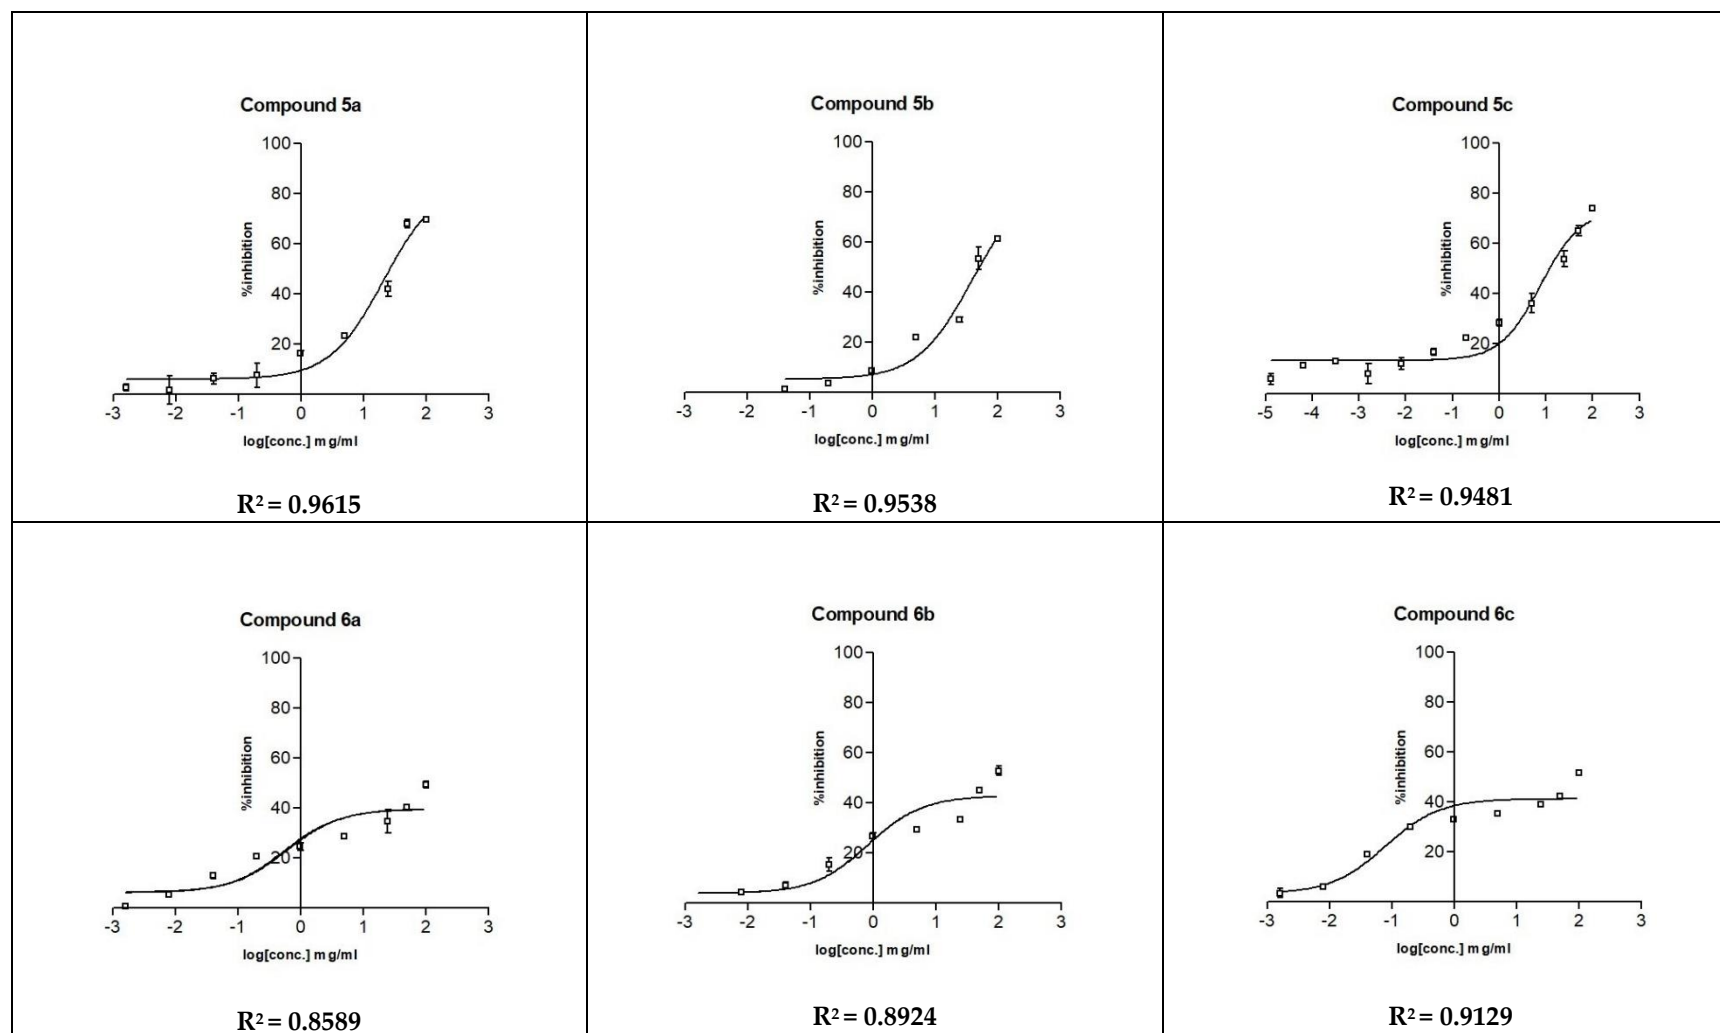 Compound 5a
100
80
60
40
20
%inhibition
-3 -2 -1 0 1 2 3
log[conc.] mg/ml
R² = 0.9615
Compound 5b
100
80
60
40
20
%inhibition
-3 -2 -1 0 1 2 3
log[conc.] mg/ml
R² = 0.9538
Compound 5c
100
80
60
40
20
%inhibition
-5 -4 -3 -2 -1 0 1 2 3
log[conc.] mg/ml
R² = 0.9481
Compound 6a
100
80
60
40
20
%inhibition
-3 -2 -1 0 1 2 3
log[conc.] mg/ml
R² = 0.8589
Compound 6b
100
80
60
40
20
%inhibition
-3 -2 -1 0 1 2 3
log[conc.] mg/ml
R² = 0.8924
Compound 6c
100
80
60
40
20
%inhibition
-3 -2 -1 0 1 2 3
log[conc.] mg/ml
R² = 0.9129